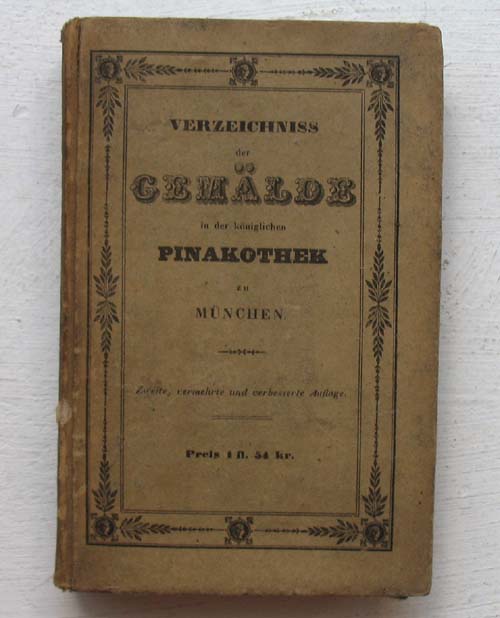 VERZEICHNISS
der
GEMÄLDE
in der königlichen
PINAKOTHEK
zu
MÜNCHEN.
Zweite, vermehrte und verbesserte Auflage.
Preis 1 fl. 54 kr.